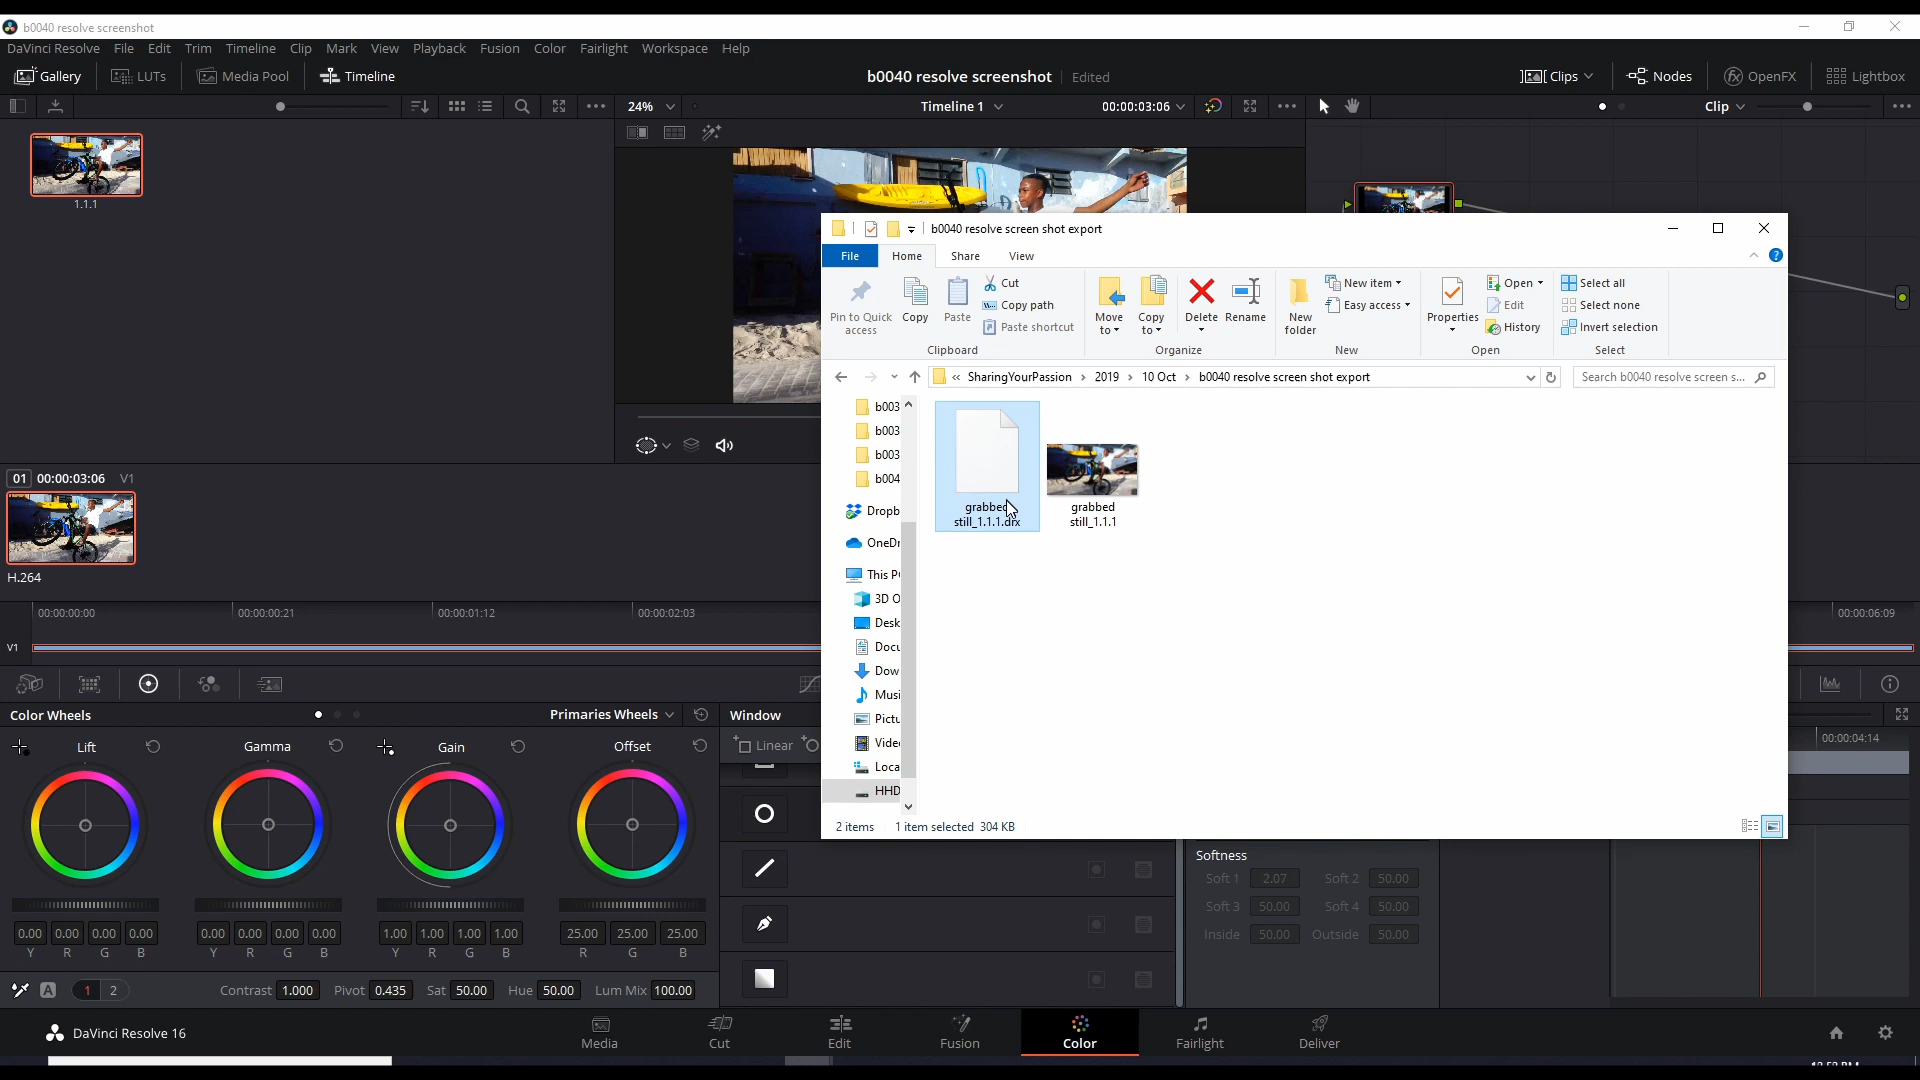 b0040 resolve screenshot
DaVinci Resolve File Edit Trim Timeline Clip Mark View Playback Fusion Color Fairlight Workspace Help
Gallery LUTs Media Pool Timeline b0040 resolve screenshot Edited Clips Nodes OpenFX Lightbox
24% Timeline 1 00:00:03:06 Clip
1.1.1
b0040 resolve screen shot export
File Home Share View
Pin to Quick access Copy Paste Cut Copy path Paste shortcut
Clipboard
Move to Copy to Delete Rename
Organize
New folder New item Easy access
New
Properties Open Edit History
Open
Select all Select none Invert selection
Select
« SharingYourPassion › 2019 › 10 Oct › b0040 resolve screen shot export
Search b0040 resolve screen s...
b003
b003
b003
b004
Dropb
OneDr
This P
3D O
Desk
Docu
Dow
Musi
Pictu
Vide
Loca
HHD
grabbed
still_1.1.1.drx
grabbed
still_1.1.1
2 items 1 item selected 304 KB
01 00:00:03:06 V1
H.264
00:00:00:00 00:00:00:21 00:00:01:12 00:00:02:03 00:00:06:09
V1
Color Wheels Primaries Wheels Window
Lift Gamma Gain Offset Linear 00:00:04:14
0.00 0.00 0.00 0.00 0.00 0.00 0.00 0.00 1.00 1.00 1.00 1.00 25.00 25.00 25.00
Y R G B Y R G B Y R G B R G B
A 1 2 Contrast 1.000 Pivot 0.435 Sat 50.00 Hue 50.00 Lum Mix 100.00
Softness
Soft 1 2.07 Soft 2 50.00
Soft 3 50.00 Soft 4 50.00
Inside 50.00 Outside 50.00
DaVinci Resolve 16 Media Cut Edit Fusion Color Fairlight Deliver